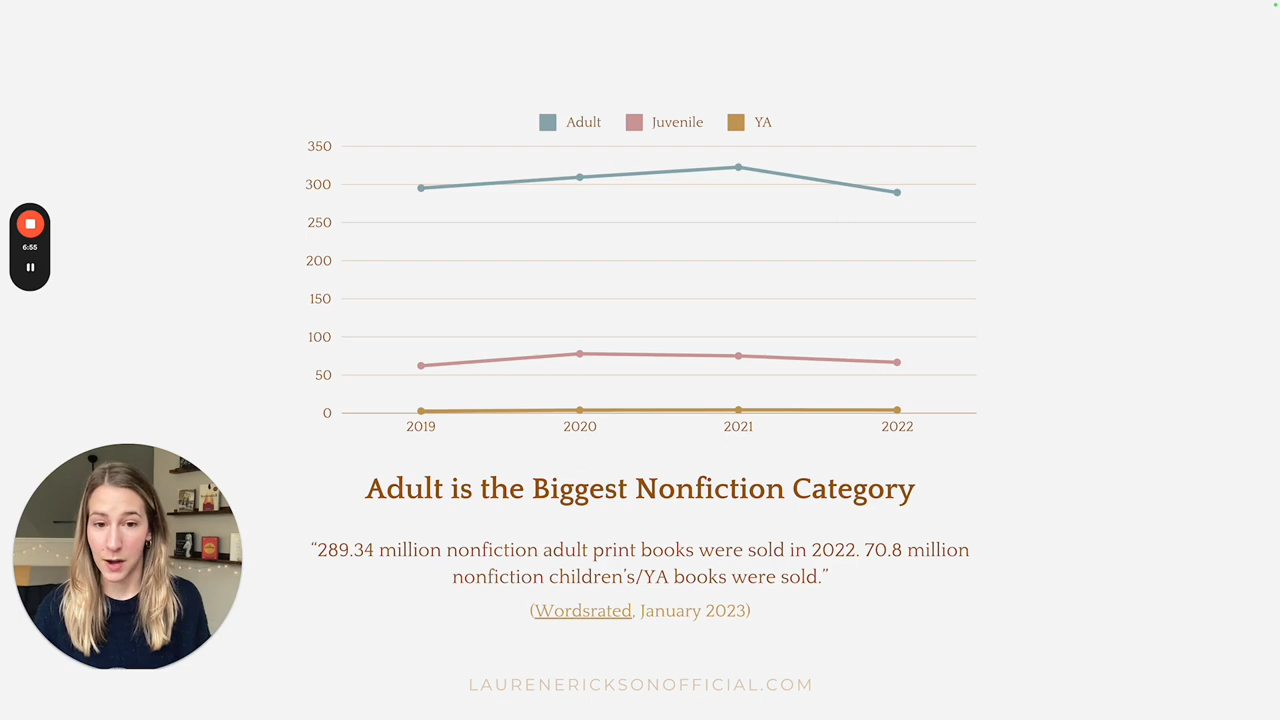 Adult Juvenile YA
350
300
250
200
150
100
50
0
2019 2020 2021 2022
6:55
Adult is the Biggest Nonfiction Category
“289.34 million nonfiction adult print books were sold in 2022. 70.8 million
nonfiction children’s/YA books were sold.”
(Wordsrated, January 2023)
LAURENERICKSONOFFICIAL.COM